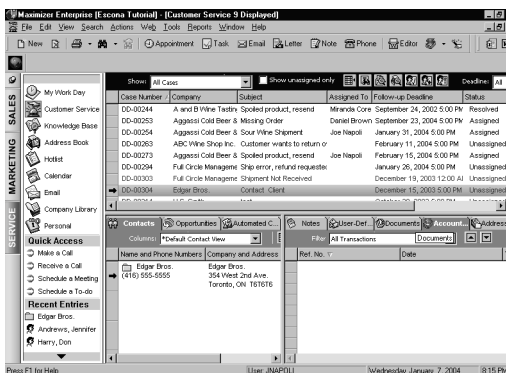 Maximizer Enterprise [Escona Tutorial] - [Customer Service 9 Displayed]
File Edit View Search Actions Web Tools Reports Window Help
New Appointment Task Email Letter Note Phone Editor
Show: All Cases Show unassigned only Deadline: All
Case Number / Company Subject Assigned To Follow-up Deadline Status
DD-00244 A and B Wine Tasting Spoiled product, resend Miranda Core September 24, 2002 5:00 PM Resolved
DD-00253 Aggassi Cold Beer & Missing Order Daniel Brown September 23, 2004 5:00 PM Assigned
DD-00254 Aggassi Cold Beer & Sour Wine Shipment Joe Napoli January 31, 2004 5:00 PM Assigned
DD-00263 ABC Wine Shop Inc. Customer wants to return o February 11, 2004 5:00 PM Unassigned
DD-00273 Aggassi Cold Beer & Spoiled product, resend Joe Napoli February 15, 2004 5:00 PM Assigned
DD-00294 Full Circle Manageme Ship error, refund requeste January 26, 2004 5:00 PM Unassigned
DD-00303 Full Circle Manageme Shipment Not Received December 19, 2003 12:00 AM Unassigned
DD-00304 Edgar Bros. Contact Client December 15, 2003 5:00 PM Unassigned
SALES
MARKETING
SERVICE
My Work Day
Customer Service
Knowledge Base
Address Book
Hotlist
Calendar
Email
Company Library
Personal
Quick Access
Make a Call
Receive a Call
Schedule a Meeting
Schedule a To-do
Recent Entries
Edgar Bros.
Andrews, Jennifer
Harry, Don
Contacts Opportunities Automated C...
Columns: *Default Contact View
Name and Phone Numbers Company and Address
Edgar Bros. Edgar Bros.
(416) 555-5555 354 West 2nd Ave.
Toronto, ON T6T6T6
Notes User-Def... Documents Account... Address
Filter All Transactions Documents
Ref. No. Date
Press F1 for Help User: JNAPOLI Wednesday January 7, 2004 8:15 PM